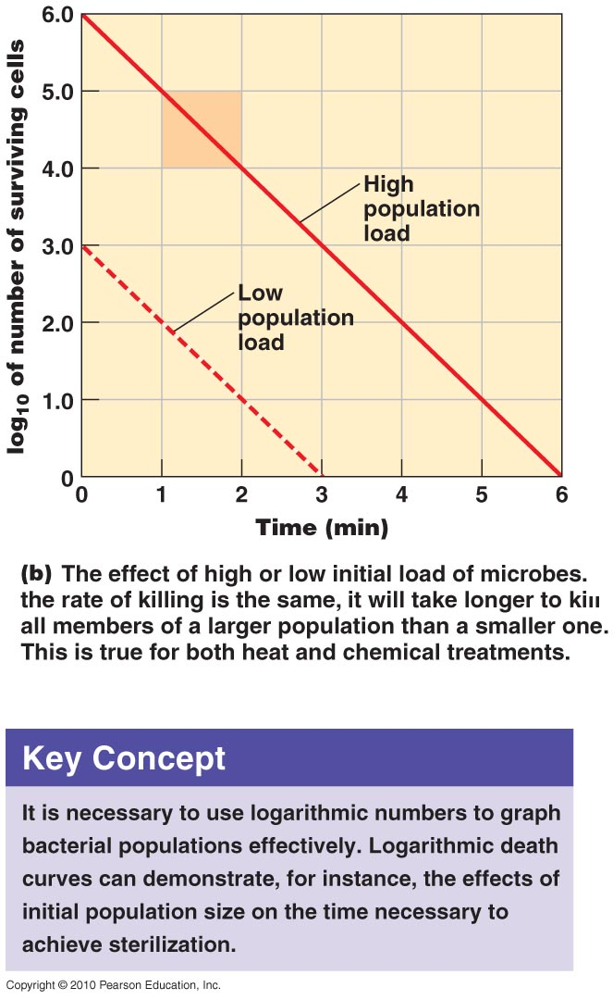 6.0
5.0
4.0
3.0
2.0
1.0
0
log10 of number of surviving cells
High
population
load
Low
population
load
0 1 2 3 4 5 6
Time (min)
(b) The effect of high or low initial load of microbes.
the rate of killing is the same, it will take longer to
all members of a larger population than a smaller one.
This is true for both heat and chemical treatments.
Key Concept
It is necessary to use logarithmic numbers to graph
bacterial populations effectively. Logarithmic death
curves can demonstrate, for instance, the effects of
initial population size on the time necessary to
achieve sterilization.
Copyright © 2010 Pearson Education, Inc.